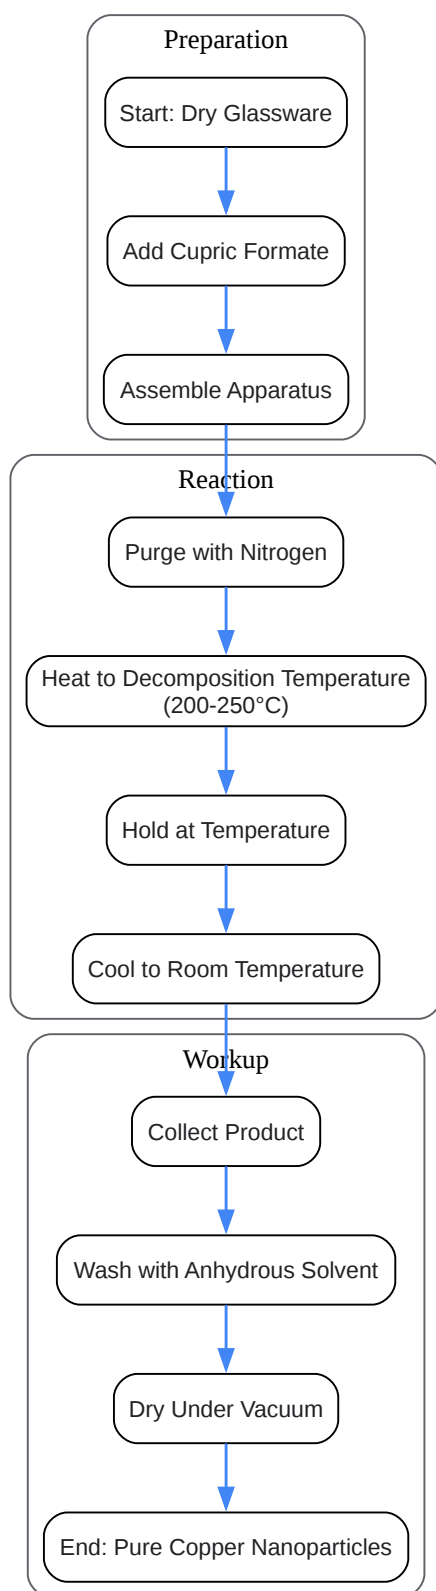 Preparation
Start: Dry Glassware
Add Cupric Formate
Assemble Apparatus
Reaction
Purge with Nitrogen
Heat to Decomposition Temperature
(200-250°C)
Hold at Temperature
Cool to Room Temperature
Workup
Collect Product
Wash with Anhydrous Solvent
Dry Under Vacuum
End: Pure Copper Nanoparticles